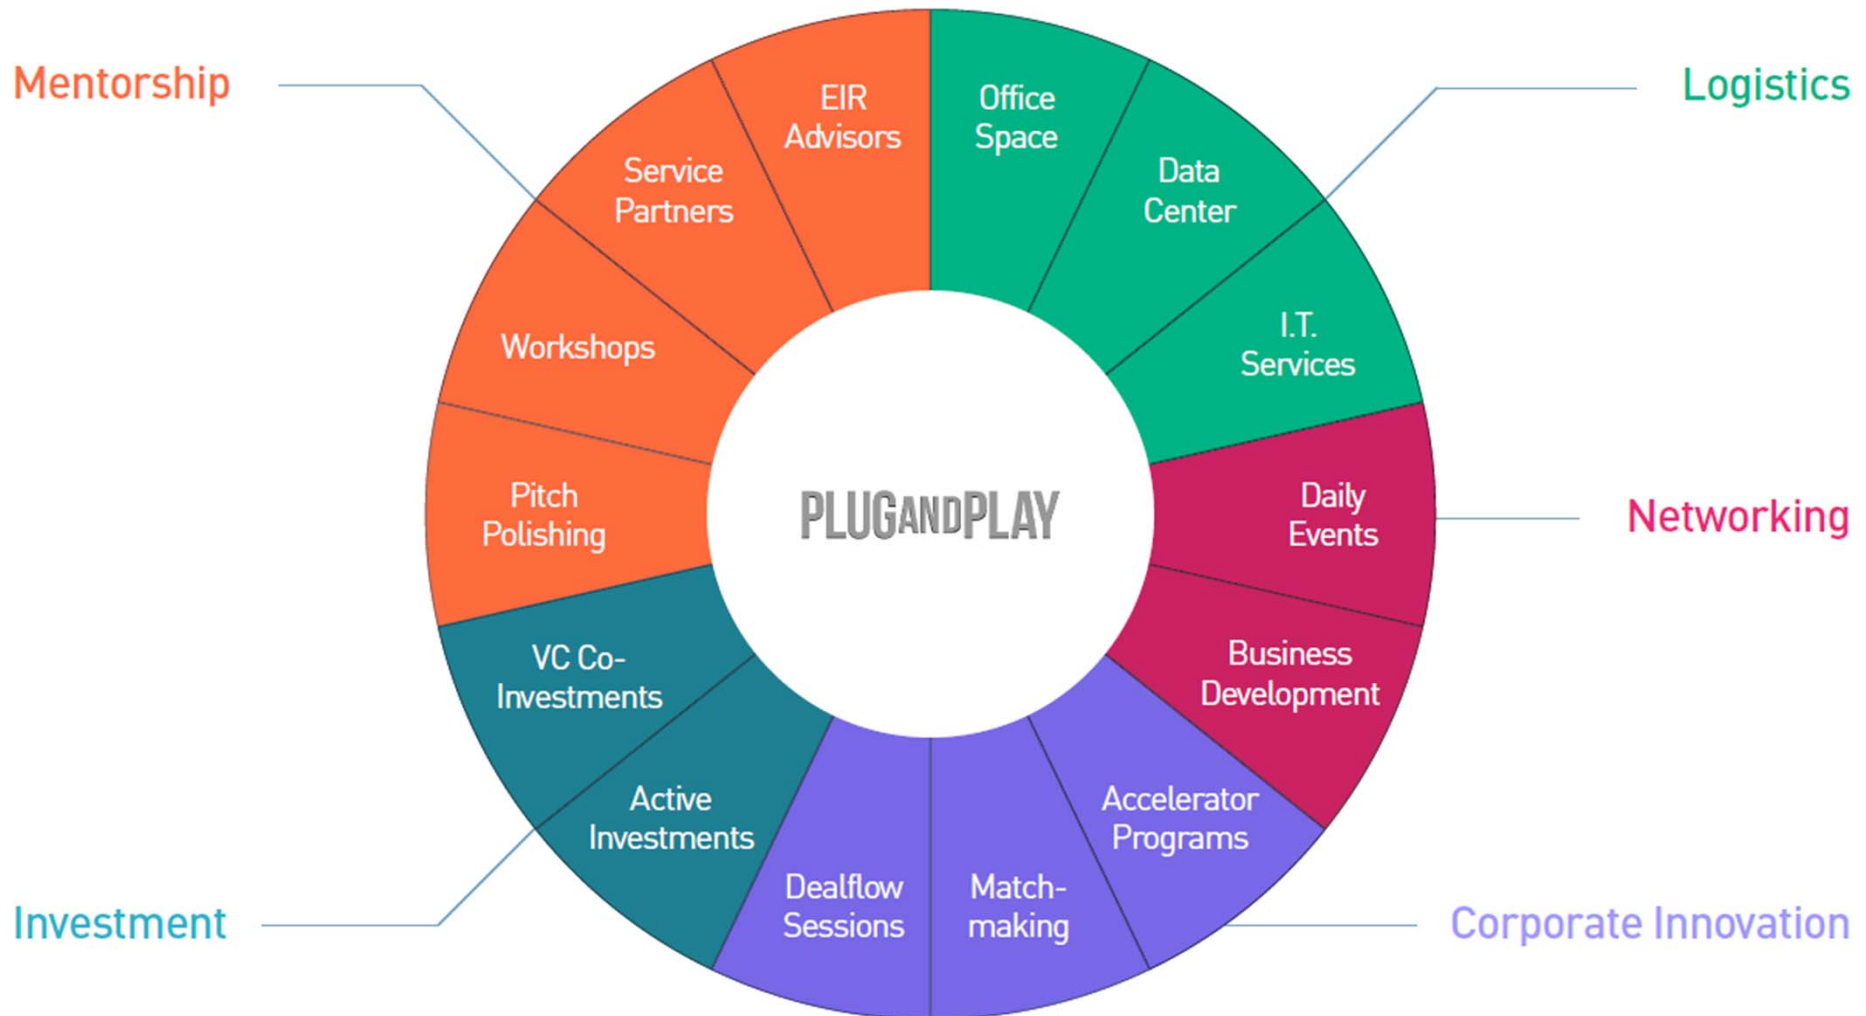 Mentorship
Logistics
EIR
Advisors
Office
Space
Service
Partners
Data
Center
Workshops
I.T.
Services
Pitch
Polishing
PLUGANDPLAY
Daily
Events
Networking
VC Co-
Investments
Business
Development
Active
Investments
Accelerator
Programs
Dealflow
Sessions
Match-
making
Investment
Corporate Innovation